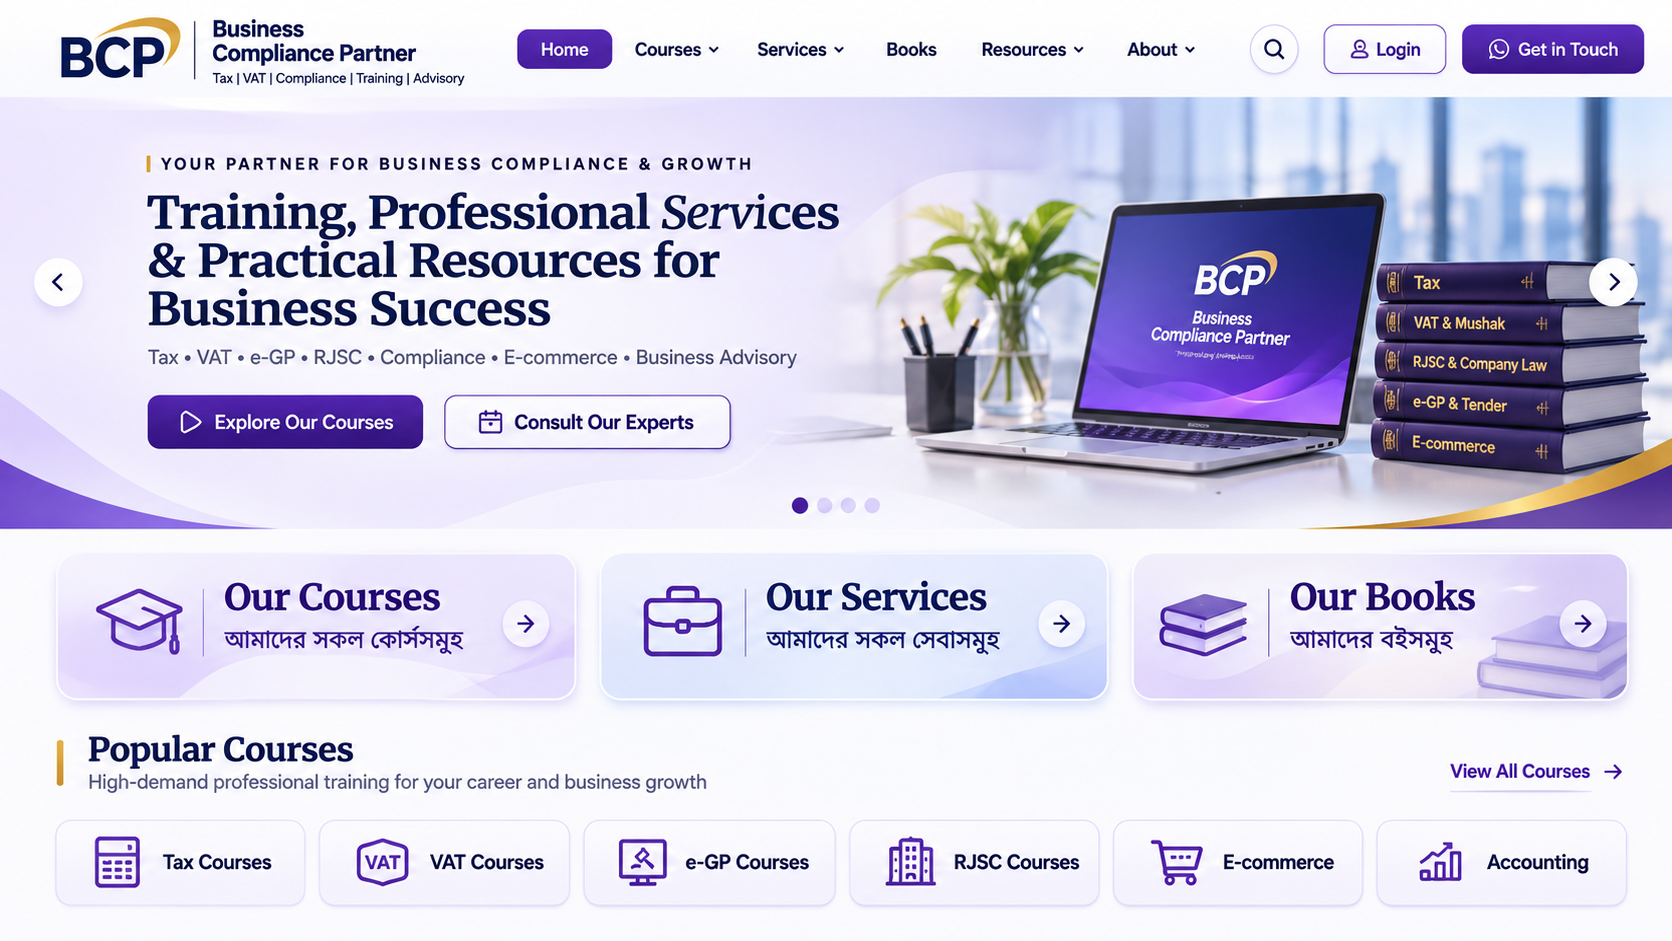 BCP
Business
Compliance Partner
Tax | VAT | Compliance | Training | Advisory
Home
Courses
Services
Books
Resources
About
Login
Get in Touch
YOUR PARTNER FOR BUSINESS COMPLIANCE & GROWTH
Training, Professional Services
& Practical Resources for
Business Success
Tax • VAT • e-GP • RJSC • Compliance • E-commerce • Business Advisory
Explore Our Courses
Consult Our Experts
BCP
Business
Compliance Partner
Tax
VAT & Mushak
RJSC & Company Law
e-GP & Tender
E-commerce
Our Courses
আমাদের সকল কোর্সসমুহ
Our Services
আমাদের সকল সেবাসমুহ
Our Books
আমাদের বইসমুহ
Popular Courses
High-demand professional training for your career and business growth
View All Courses
Tax Courses
VAT
VAT Courses
e-GP Courses
RJSC Courses
E-commerce
Accounting